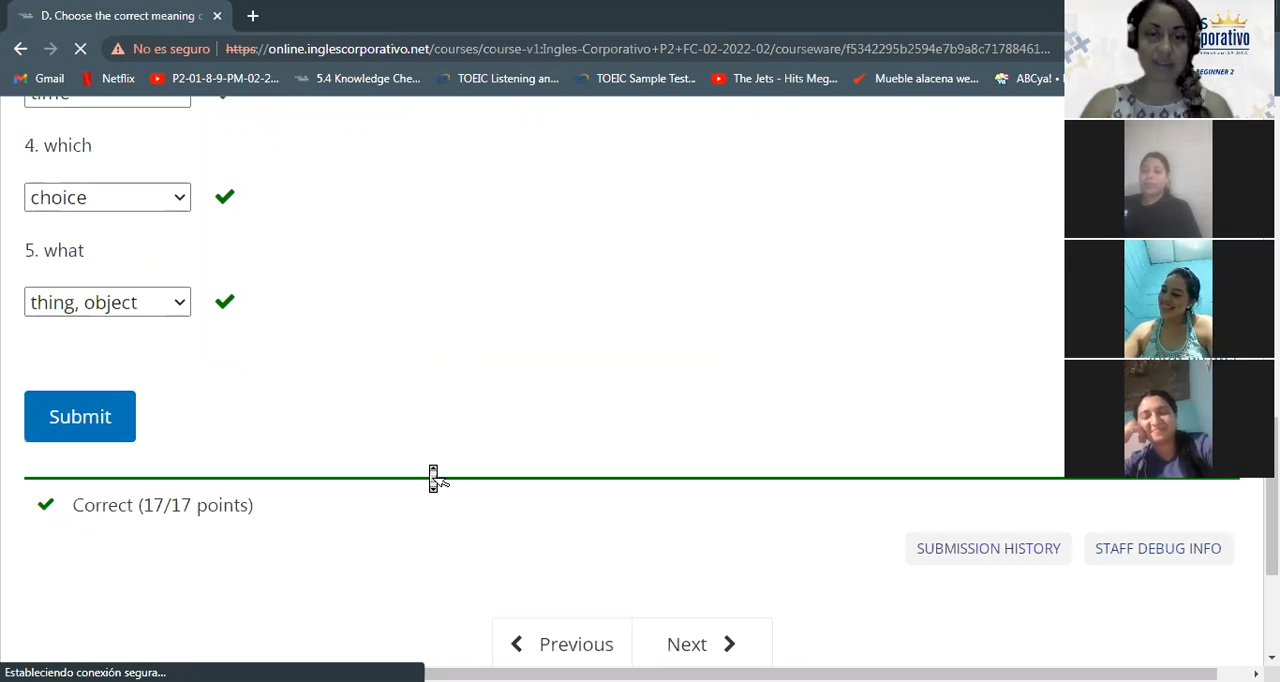 D. Choose the correct meaning o
No es seguro
https://online.inglescorporativo.net/courses/course-v1:Ingles-Corporativo+P2+FC-02-2022-02/courseware/f5342295b2594e7b9a8c71788461...
Gmail
Netflix
P2-01-8-9-PM-02-2...
5.4 Knowledge Che...
TOEIC Listening an...
TOEIC Sample Test...
The Jets - Hits Meg...
Mueble alacena we...
ABCya! •
BEGINNER 2
time
4. which
choice
5. what
thing, object
Submit
Correct (17/17 points)
SUBMISSION HISTORY
STAFF DEBUG INFO
Previous
Next
Estableciendo conexión segura...